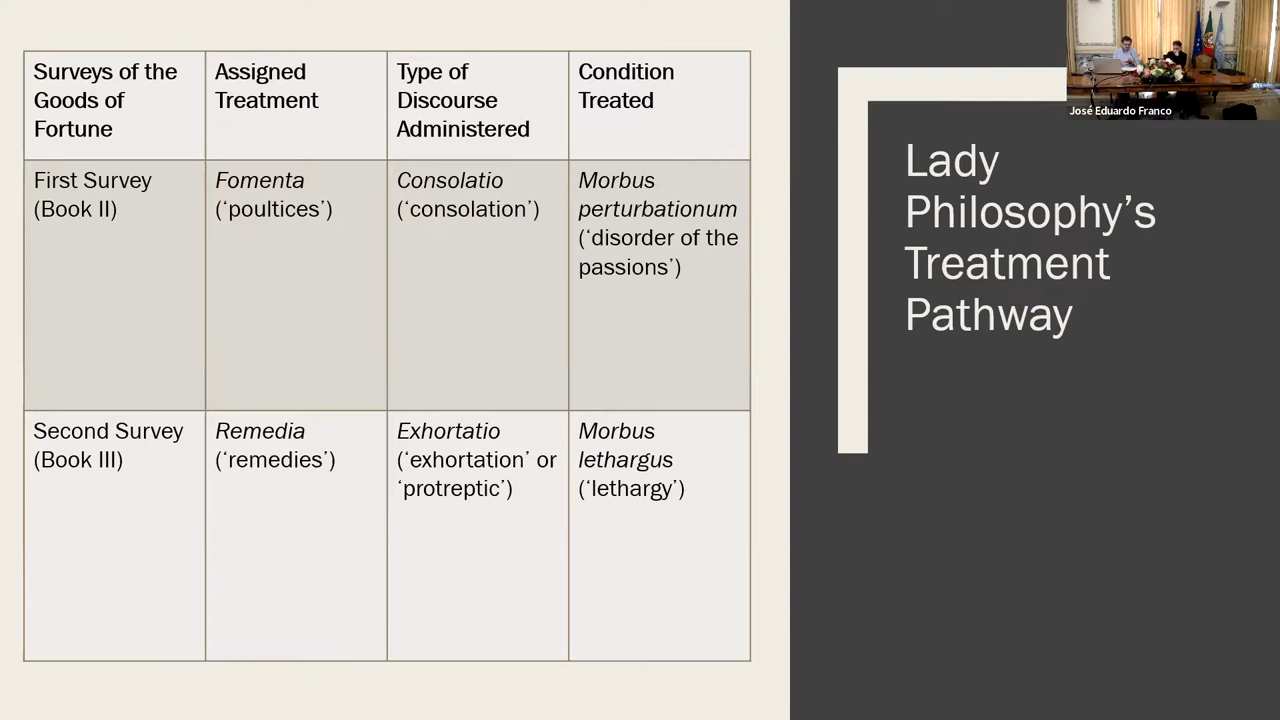 Surveys of the
Goods of
Fortune
Assigned
Treatment
Type of
Discourse
Administered
Condition
Treated
First Survey
(Book II)
Fomenta
(‘poultices’)
Consolatio
(‘consolation’)
Morbus
perturbationum
(‘disorder of the
passions’)
Second Survey
(Book III)
Remedia
(‘remedies’)
Exhortatio
(‘exhortation’ or
‘protreptic’)
Morbus
lethargus
(‘lethargy’)
Lady
Philosophy’s
Treatment
Pathway
José Eduardo Franco